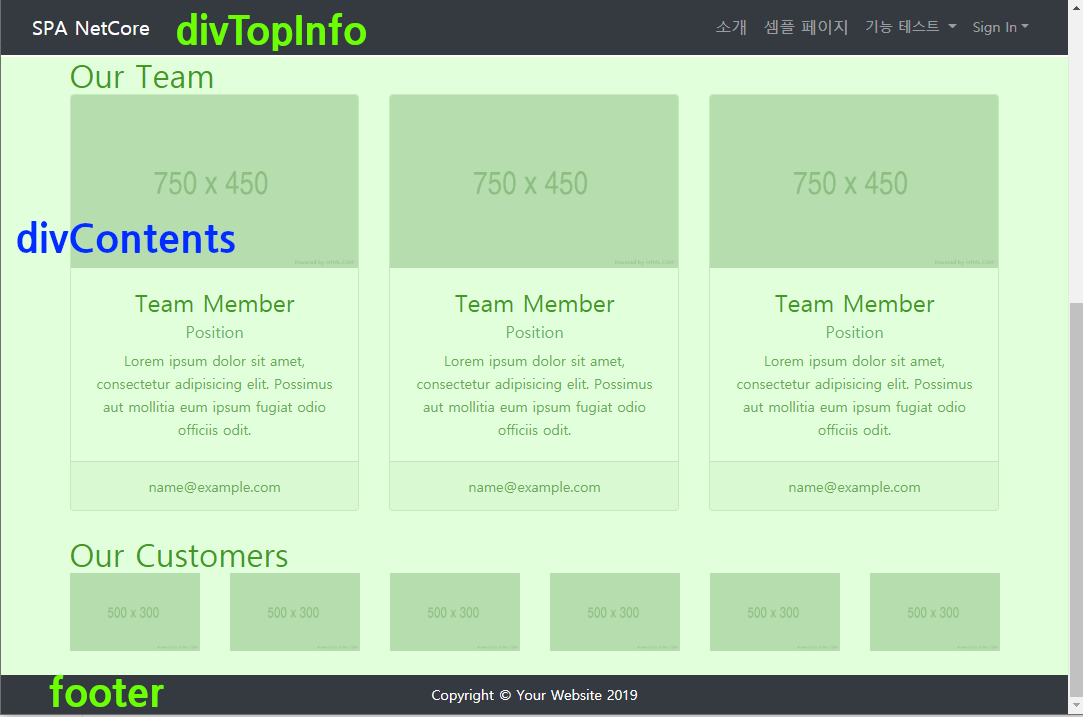 SPA NetCore divTopInfo 소개 샘플 페이지 기능 테스트 Sign In
Our Team
750 x 450 750 x 450 750 x 450
divContents
Team Member Team Member Team Member
Position Position Position
Lorem ipsum dolor sit amet, Lorem ipsum dolor sit amet, Lorem ipsum dolor sit amet,
consectetur adipisicing elit. Possimus consectetur adipisicing elit. Possimus consectetur adipisicing elit. Possimus
aut mollitia eum ipsum fugiat odio aut mollitia eum ipsum fugiat odio aut mollitia eum ipsum fugiat odio
officiis odit. officiis odit. officiis odit.
name@example.com name@example.com name@example.com
Our Customers
500 x 300 500 x 300 500 x 300 500 x 300 500 x 300 500 x 300
footer Copyright © Your Website 2019